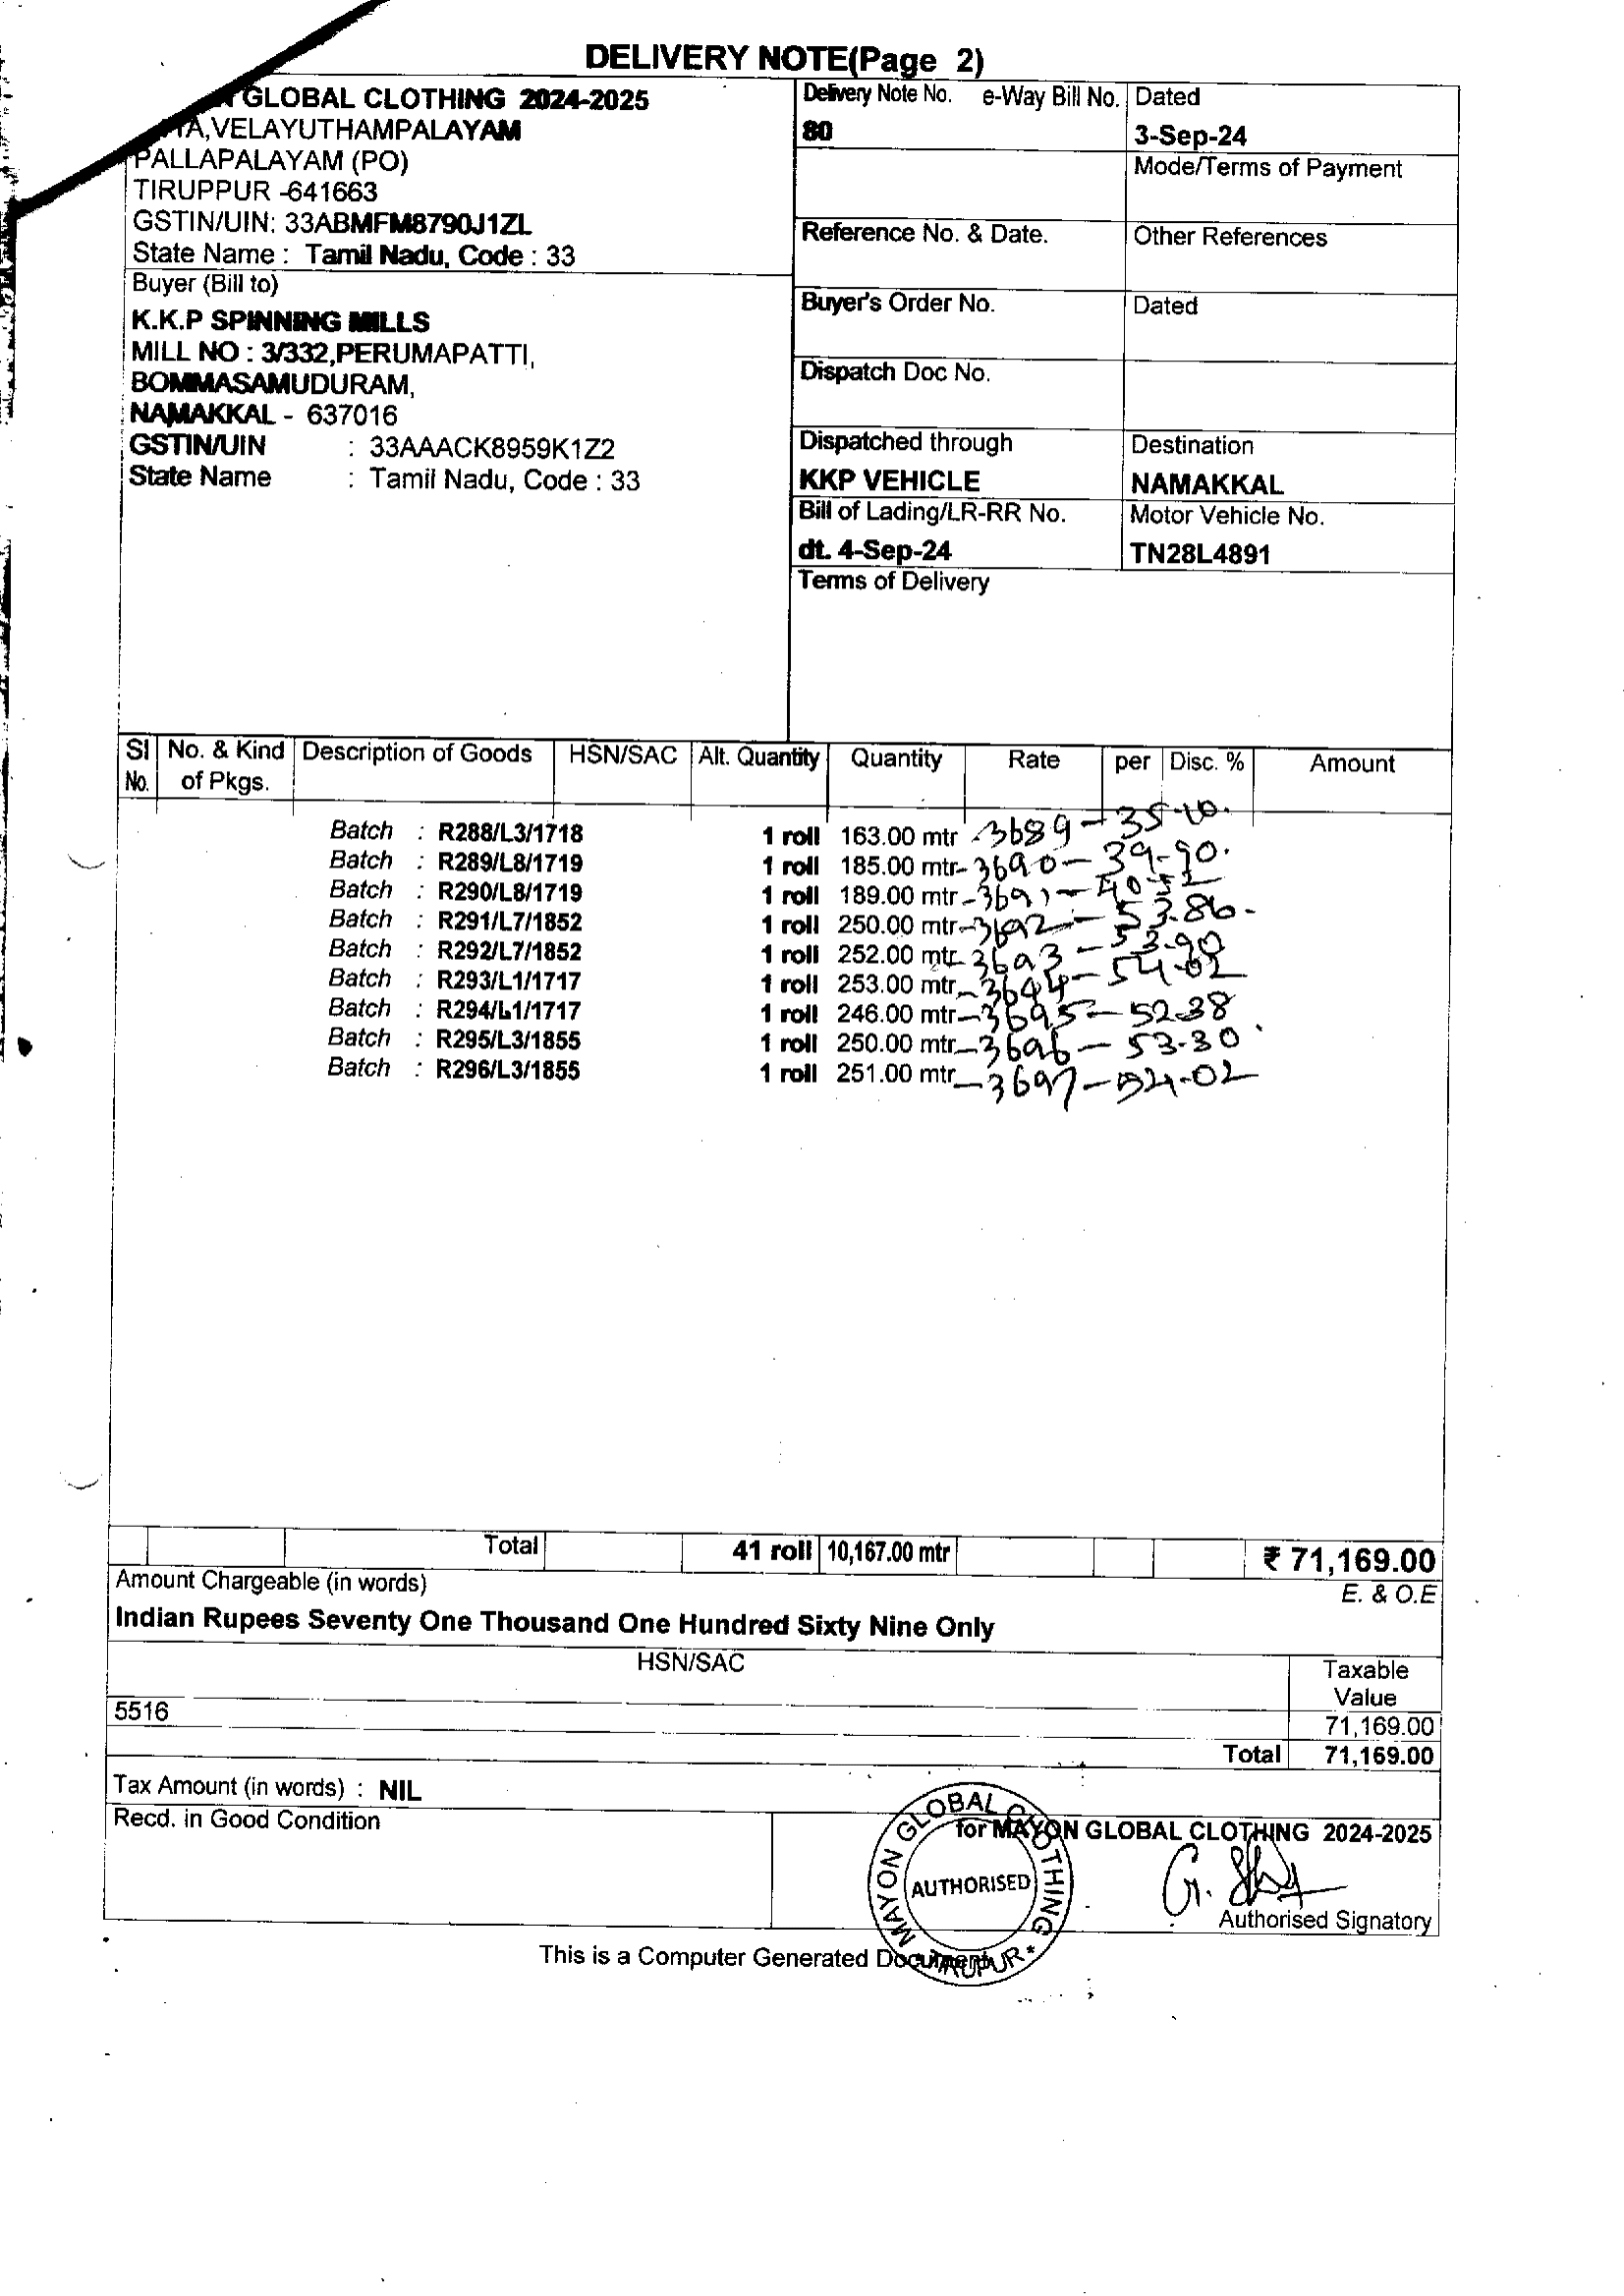 DELIVERY NOTE(Page 2)
GLOBAL CLOTHING 2024-2025
A,VELAYUTHAMPALAYAM
PALLAPALAYAM (PO)
TIRUPPUR -641663
GSTIN/UIN: 33ABMFM8790J1ZL
State Name : Tamil Nadu, Code : 33
Buyer (Bill to)
K.K.P SPINNING MILLS
MILL NO : 3/332,PERUMAPATTI,
BOMMASAMUDURAM,
NAMAKKAL - 637016
GSTIN/UIN : 33AAACK8959K1Z2
State Name : Tamil Nadu, Code : 33
Delivery Note No. e-Way Bill No. Dated
80 3-Sep-24
Mode/Terms of Payment
Reference No. & Date. Other References
Buyer's Order No. Dated
Dispatch Doc No.
Dispatched through Destination
KKP VEHICLE NAMAKKAL
Bill of Lading/LR-RR No. Motor Vehicle No.
dt. 4-Sep-24 TN28L4891
Terms of Delivery
SI No. & Kind Description of Goods HSN/SAC Alt. Quantity Quantity Rate per Disc. % Amount
No. of Pkgs.
Batch : R288/L3/1718 1 roll 163.00 mtr 3689 - 35-10.
Batch : R289/L8/1719 1 roll 185.00 mtr - 3690 - 39-90.
Batch : R290/L8/1719 1 roll 189.00 mtr - 3691 -
Batch : R291/L7/1852 1 roll 250.00 mtr - 3692 - 53.86-
Batch : R292/L7/1852 1 roll 252.00 mtr - 3693 - 53-90
Batch : R293/L1/1717 1 roll 253.00 mtr - 3694 - 54-02
Batch : R294/L1/1717 1 roll 246.00 mtr - 3695 - 52-38
Batch : R295/L3/1855 1 roll 250.00 mtr - 3696 - 53-30
Batch : R296/L3/1855 1 roll 251.00 mtr - 3697 - 54-02
Total 41 roll 10,167.00 mtr ₹ 71,169.00
Amount Chargeable (in words) E. & O.E
Indian Rupees Seventy One Thousand One Hundred Sixty Nine Only
HSN/SAC Taxable
Value
5516 71,169.00
Total 71,169.00
Tax Amount (in words) : NIL
Recd. in Good Condition
for MAYON GLOBAL CLOTHING 2024-2025
MAYON GLOBAL CLOTHING * TIRUPUR *
AUTHORISED
Authorised Signatory
This is a Computer Generated Document